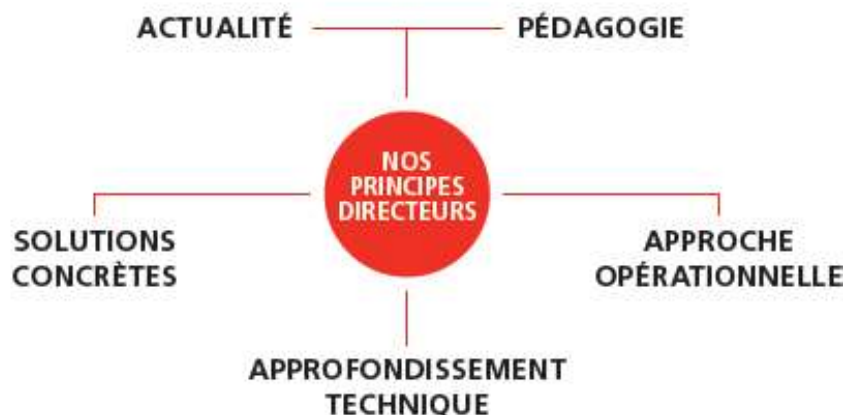 ACTUALITÉ
PÉDAGOGIE
NOS
PRINCIPES
DIRECTEURS
SOLUTIONS
CONCRÈTES
APPROCHE
OPÉRATIONNELLE
APPROFONDISSEMENT
TECHNIQUE